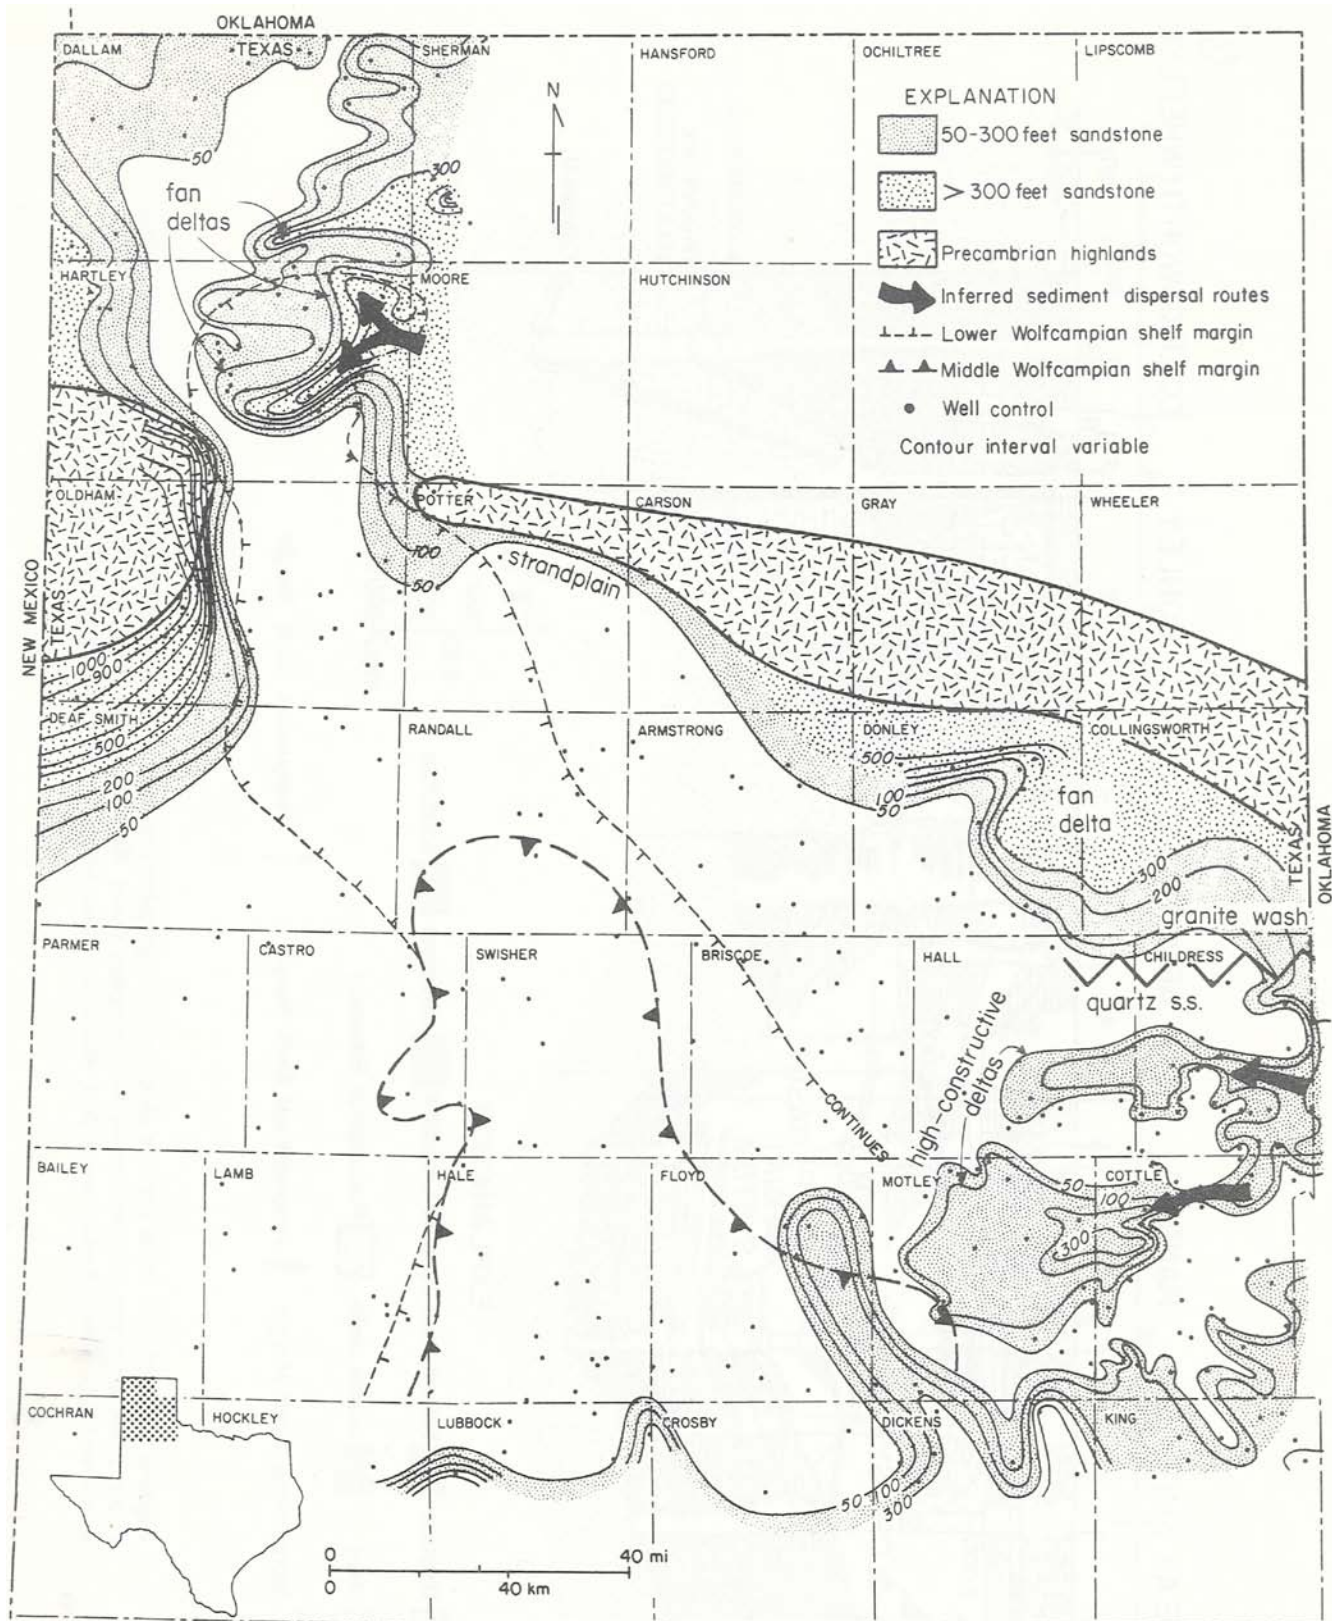 OKLAHOMA
TEXAS
DALLAM
SHERMAN
HANSFORD
OCHILTREE
LIPSCOMB
N
EXPLANATION
50-300 feet sandstone
> 300 feet sandstone
Precambrian highlands
Inferred sediment dispersal routes
Lower Wolfcampian shelf margin
Middle Wolfcampian shelf margin
Well control
Contour interval variable
50
300
fan
deltas
HARTLEY
MOORE
HUTCHINSON
OLDHAM
POTTER
CARSON
GRAY
WHEELER
100
50
strandplain
NEW MEXICO
TEXAS
1000
900
DEAF SMITH
500
200
100
50
RANDALL
ARMSTRONG
DONLEY
COLLINGSWORTH
500
100
50
fan
delta
300
200
TEXAS
OKLAHOMA
granite wash
PARMER
CASTRO
SWISHER
BRISCOE
HALL
CHILDRESS
quartz s.s.
high-constructive
deltas
CONTINUES
BAILEY
LAMB
HALE
FLOYD
MOTLEY
COTTLE
50
100
300
COCHRAN
HOCKLEY
LUBBOCK
CROSBY
DICKENS
KING
50
100
300
0
40 mi
0
40 km